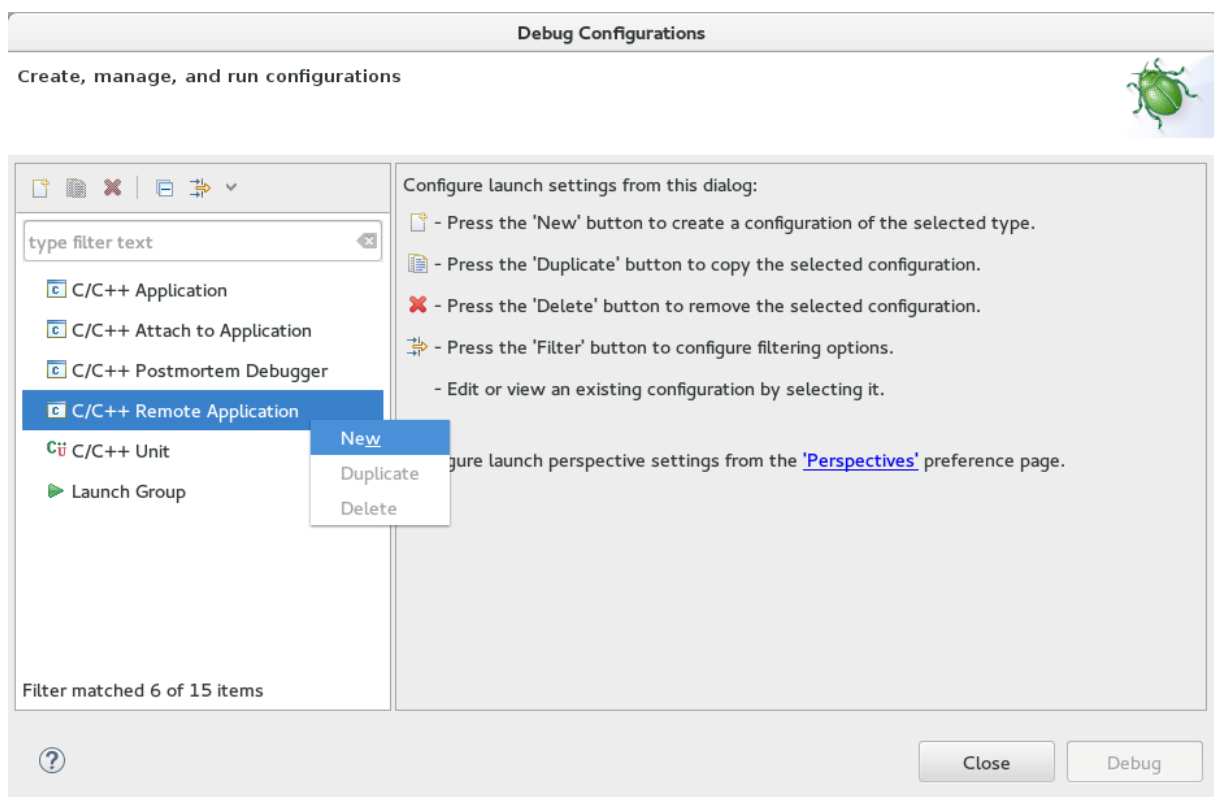 Debug Configurations
Create, manage, and run configurations
type filter text
C/C++ Application
C/C++ Attach to Application
C/C++ Postmortem Debugger
C/C++ Remote Application
C/C++ Unit
Launch Group
New
Duplicate
Delete
Filter matched 6 of 15 items
Configure launch settings from this dialog:
- Press the 'New' button to create a configuration of the selected type.
- Press the 'Duplicate' button to copy the selected configuration.
- Press the 'Delete' button to remove the selected configuration.
- Press the 'Filter' button to configure filtering options.
- Edit or view an existing configuration by selecting it.
gure launch perspective settings from the 'Perspectives' preference page.
Close
Debug